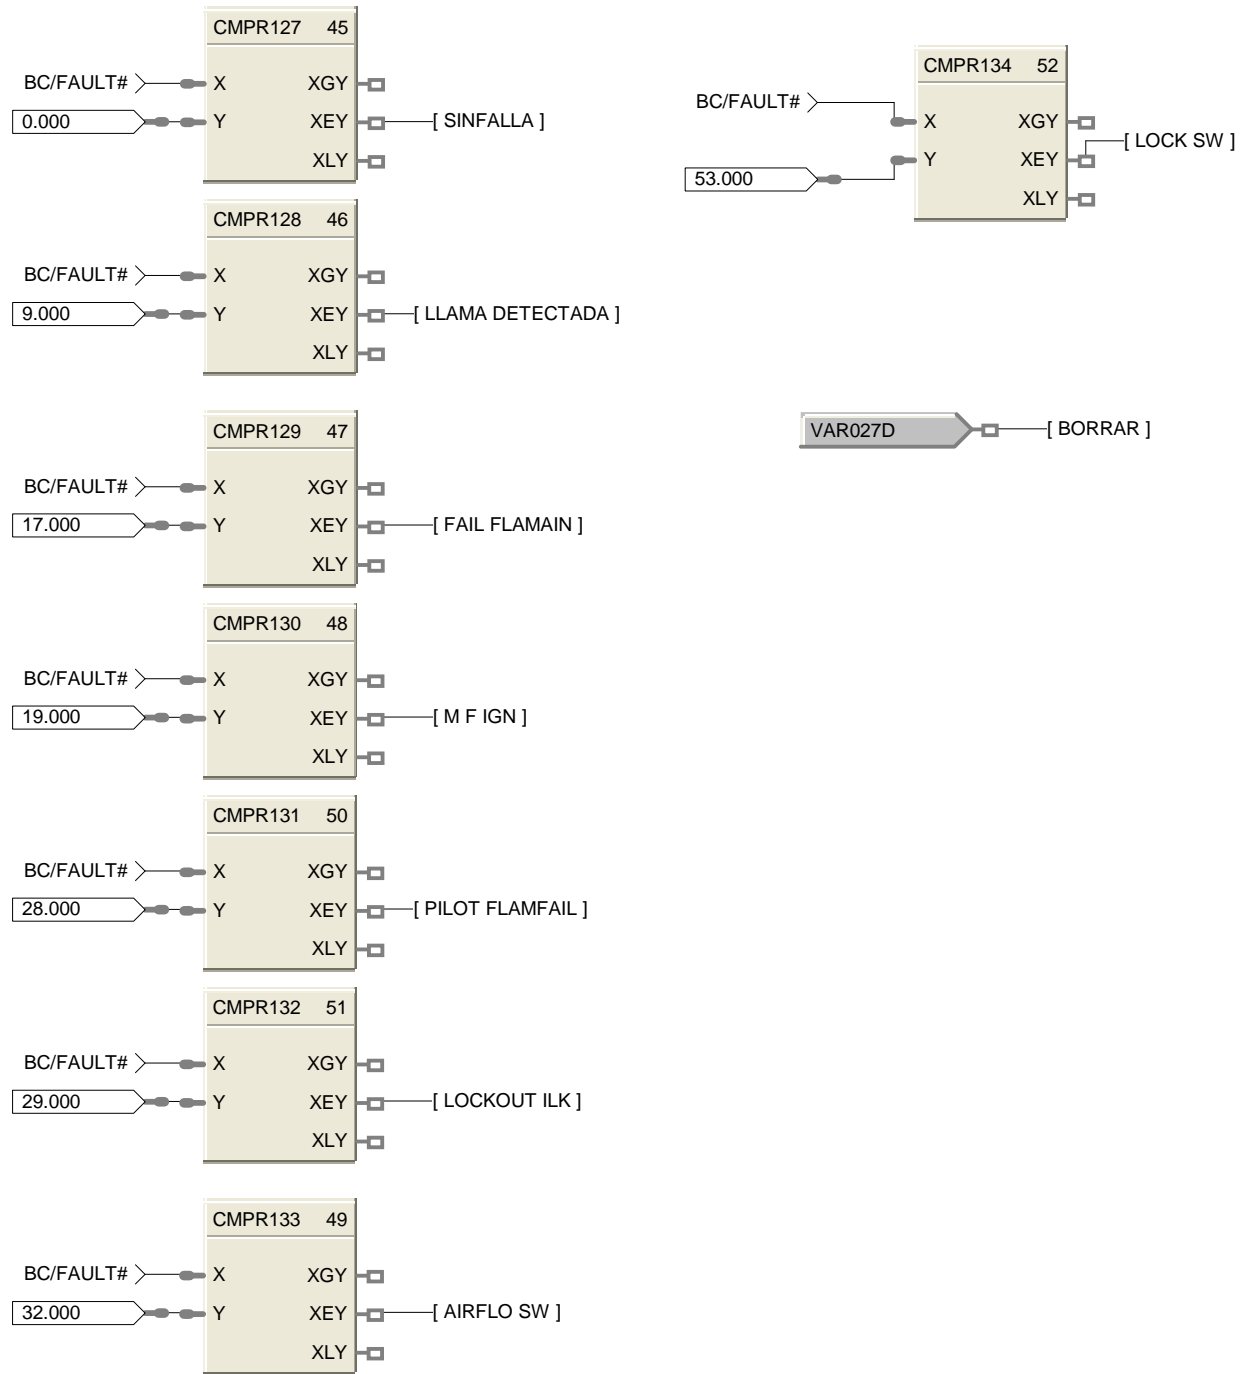 CMPR127 45
BC/FAULT# X XGY
0.000 Y XEY [ SINFALLA ]
XLY
CMPR128 46
BC/FAULT# X XGY
9.000 Y XEY [ LLAMA DETECTADA ]
XLY
CMPR129 47
BC/FAULT# X XGY
17.000 Y XEY [ FAIL FLAMAIN ]
XLY
CMPR130 48
BC/FAULT# X XGY
19.000 Y XEY [ M F IGN ]
XLY
CMPR131 50
BC/FAULT# X XGY
28.000 Y XEY [ PILOT FLAMFAIL ]
XLY
CMPR132 51
BC/FAULT# X XGY
29.000 Y XEY [ LOCKOUT ILK ]
XLY
CMPR133 49
BC/FAULT# X XGY
32.000 Y XEY [ AIRFLO SW ]
XLY
CMPR134 52
BC/FAULT# X XGY
53.000 Y XEY [ LOCK SW ]
XLY
VAR027D [ BORRAR ]